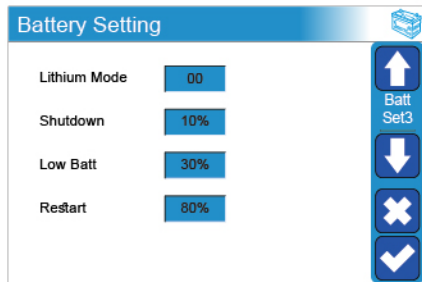 Battery Setting
Lithium Mode 00
Shutdown 10%
Low Batt 30%
Restart 80%
Batt
Set3